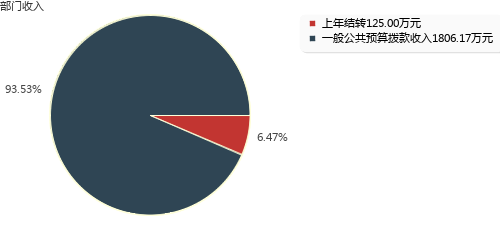 部门收入
上年结转125.00万元
一般公共预算拨款收入1806.17万元
93.53%
6.47%